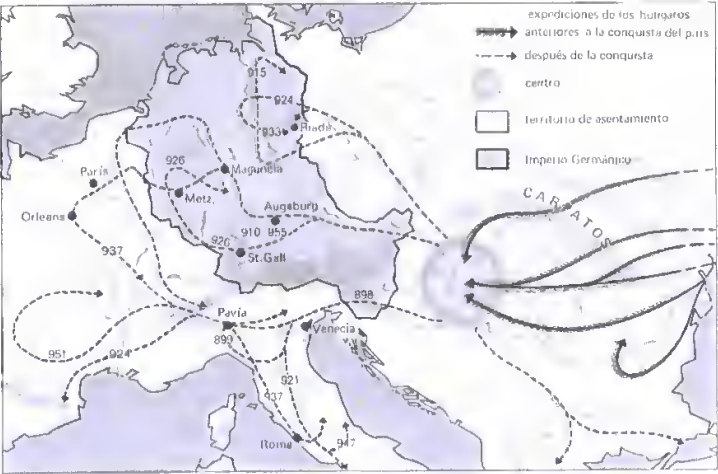 expediciones de los húngaros
anteriores a la conquista del país
después de la conquista
centro
Territorio de asentamiento
Imperio Germánico
CARPATOS
915
924
933
Riade
926
Maguncia
París
Metz.
Orleans
Augsburg
910 955
926
St.Gall
937
898
Pavía
899
Venecia
951
924
921
937
Roma
947